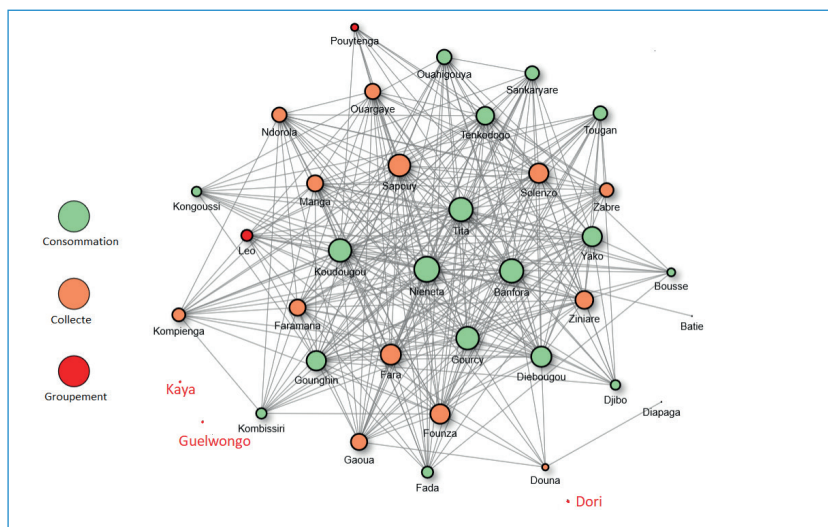 Pouytenga
Ouahigouya
Sankaryare
Ouargaye
Ndorola
Tenkodogo
Tougan
Sapouy
Solenzo
Manga
Zabre
Kongoussi
Tita
Consommation
Leo
Koudougou
Yako
Nieneta
Banfora
Bousse
Collecte
Kompienga
Faramana
Ziniare
Batie
Gourcy
Groupement
Kaya
Gounghin
Fara
Diebougou
Djibo
Diapaga
Guelwongo
Kombissiri
Founza
Gaoua
Fada
Douna
Dori